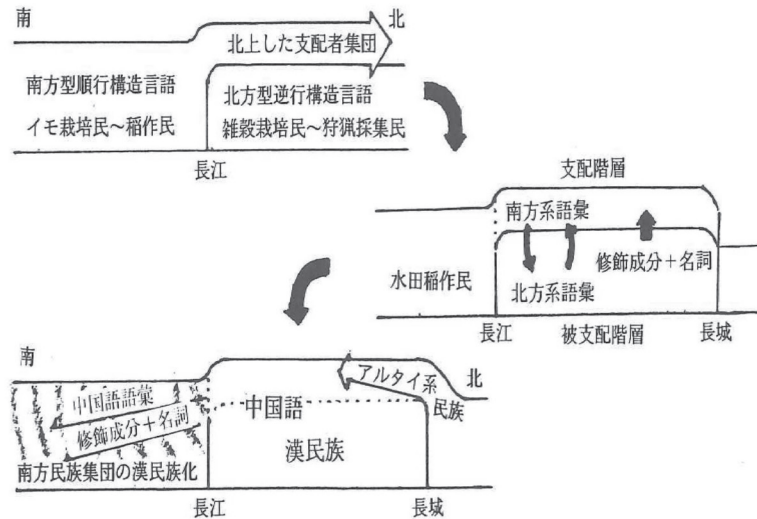 南
北
北上した支配者集団
南方型順行構造言語
北方型逆行構造言語
イモ栽培民〜稲作民
雑穀栽培民〜狩猟採集民
長江
支配階層
南方系語彙
修飾成分+名詞
水田稲作民
北方系語彙
長江
被支配階層
長城
南
北
アルタイ系
民族
中国語語彙
中国語
修飾成分+名詞
漢民族
南方民族集団の漢民族化
長江
長城